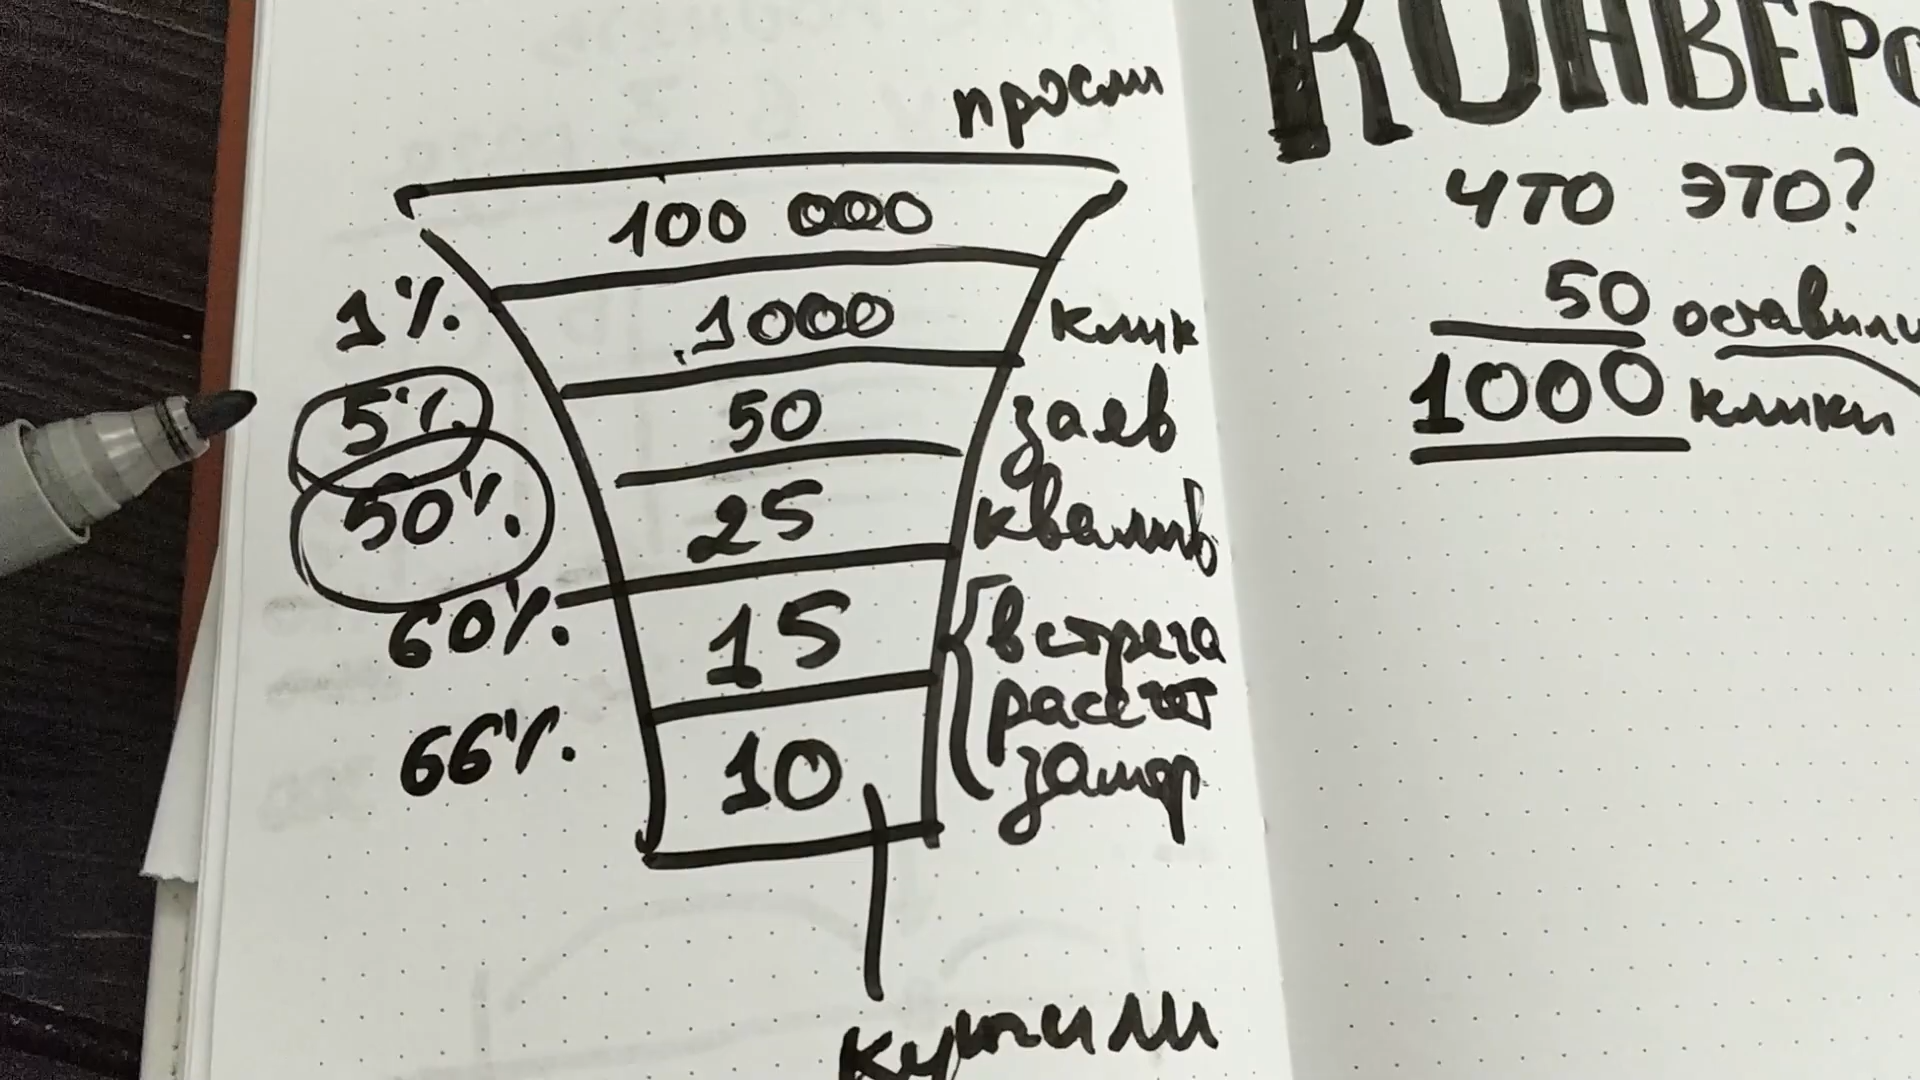 просм
100 000
1% 1000 клик
5% 50 заяв
50% 25 квалиф
60% 15 встреча
рассчет
замер
66% 10
купили
КОНВЕРС
ЧТО ЭТО?
50 оставили
1000 клики